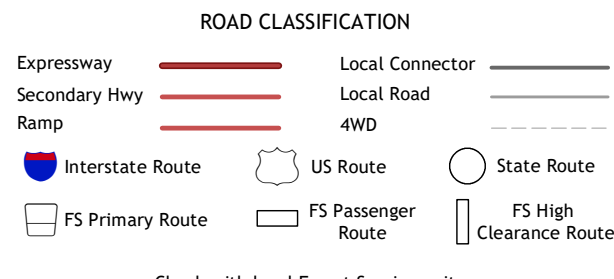 ROAD CLASSIFICATION
Expressway
Local Connector
Secondary Hwy
Local Road
Ramp
4WD
Interstate Route
US Route
State Route
FS Primary Route
FS Passenger
Route
FS High
Clearance Route